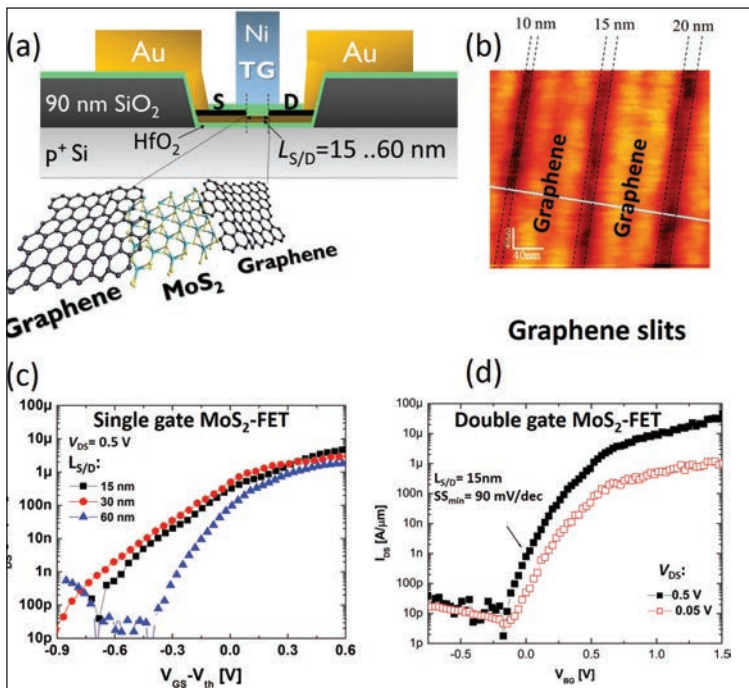 (a)
Ni
Au
TG
Au
S
D
90 nm SiO₂
HfO₂
L_S/D=15 ..60 nm
p⁺ Si
Graphene
MoS₂
Graphene
(b)
10 nm
15 nm
20 nm
Graphene
Graphene
40nm
Graphene slits
(c)
Single gate MoS₂-FET
V_DS= 0.5 V
L_S/D:
15 nm
30 nm
60 nm
100µ
10µ
1µ
100n
10n
1n
100p
10p
-0.9
-0.6
-0.3
0.0
0.3
0.6
V_GS-V_th [V]
(d)
Double gate MoS₂-FET
L_S/D= 15nm
SS_min= 90 mV/dec
I_DS [A/µm]
V_DS:
0.5 V
0.05 V
100µ
10µ
1µ
100n
10n
1n
100p
10p
1p
-0.5
0.0
0.5
1.0
1.5
V_BG [V]